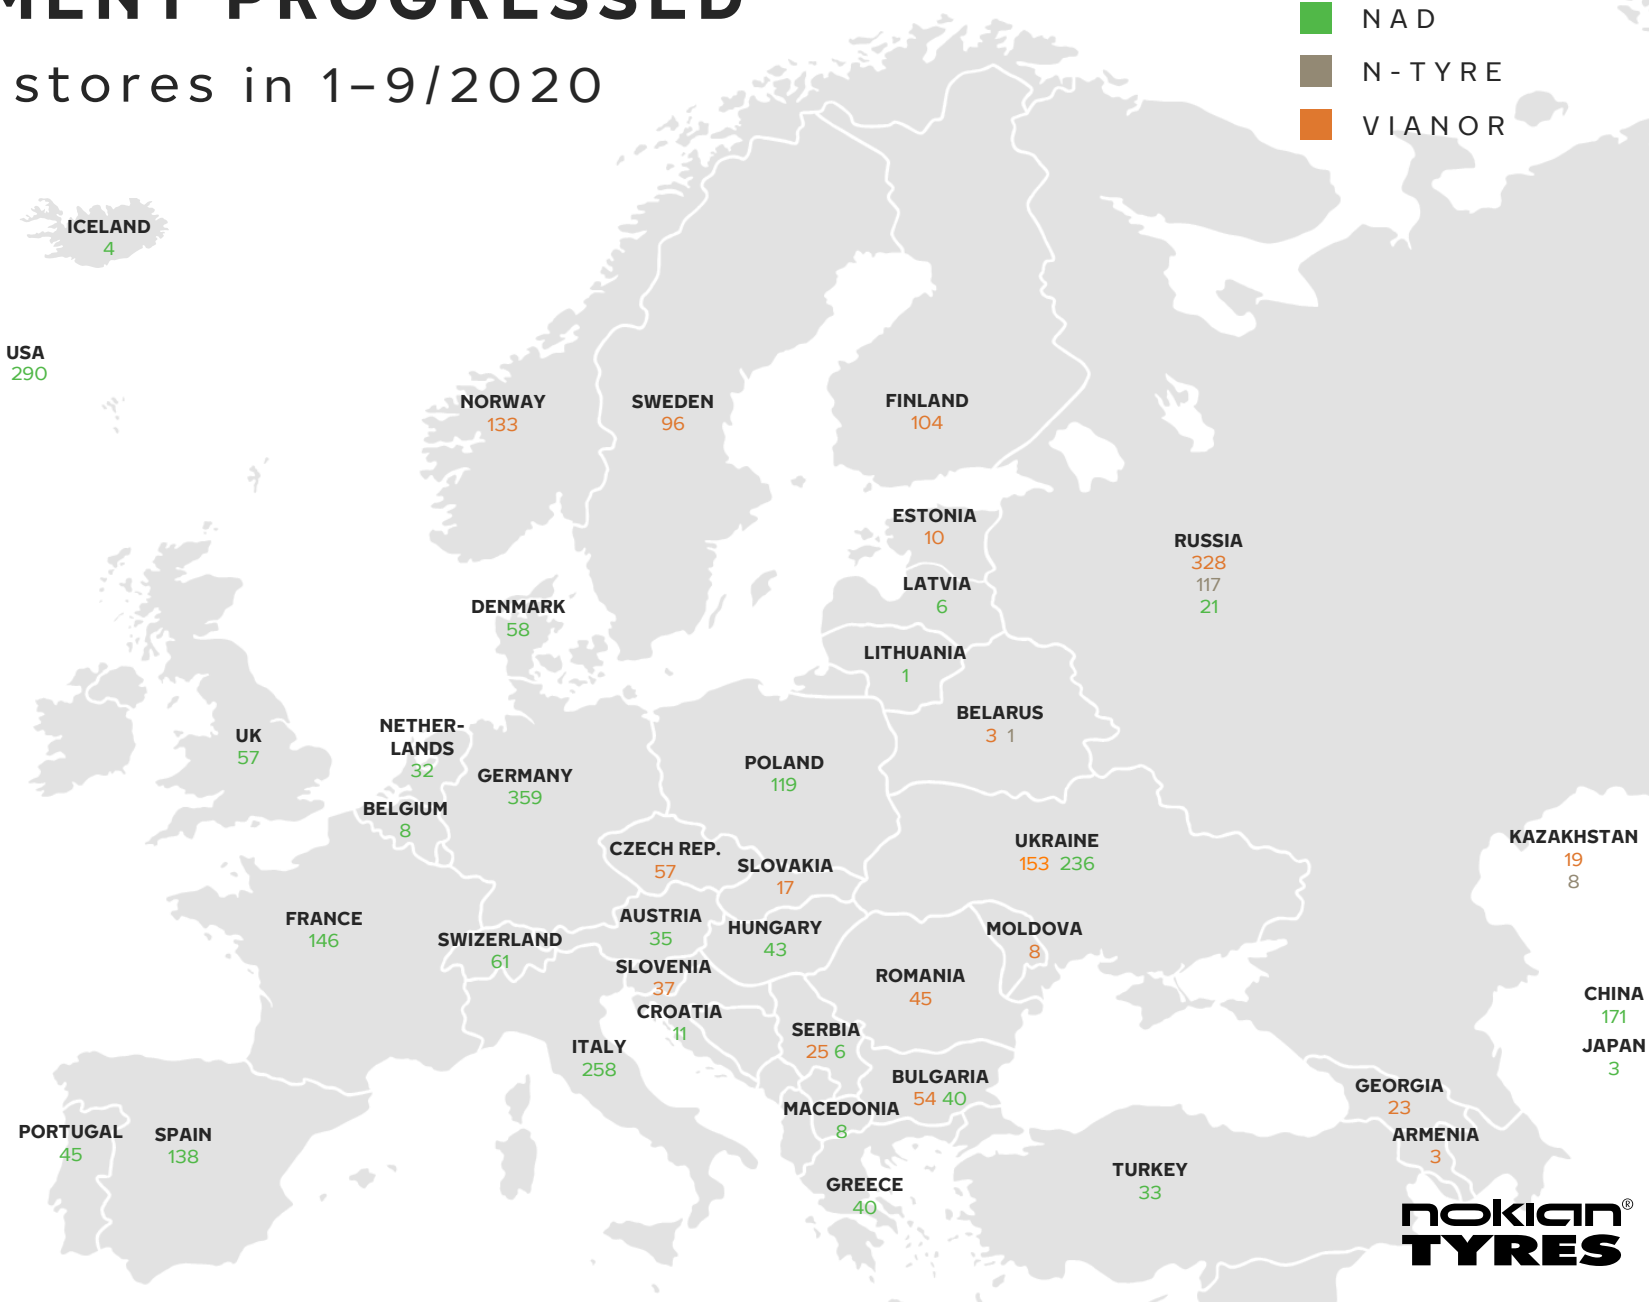 MENT PROGRESSED
stores in 1–9/2020
NAD
N-TYRE
VIANOR
ICELAND
4
USA
290
NORWAY
133
SWEDEN
96
FINLAND
104
ESTONIA
10
RUSSIA
328
117
21
LATVIA
6
DENMARK
58
LITHUANIA
1
BELARUS
3 1
UK
57
NETHER-
LANDS
32
GERMANY
359
POLAND
119
BELGIUM
8
CZECH REP.
57
SLOVAKIA
17
UKRAINE
153 236
KAZAKHSTAN
19
8
FRANCE
146
SWIZERLAND
61
AUSTRIA
35
HUNGARY
43
MOLDOVA
8
SLOVENIA
37
ROMANIA
45
CROATIA
11
CHINA
171
ITALY
258
SERBIA
25 6
JAPAN
3
BULGARIA
54 40
GEORGIA
23
MACEDONIA
8
PORTUGAL
45
SPAIN
138
ARMENIA
3
GREECE
40
TURKEY
33
nokian®
TYRES